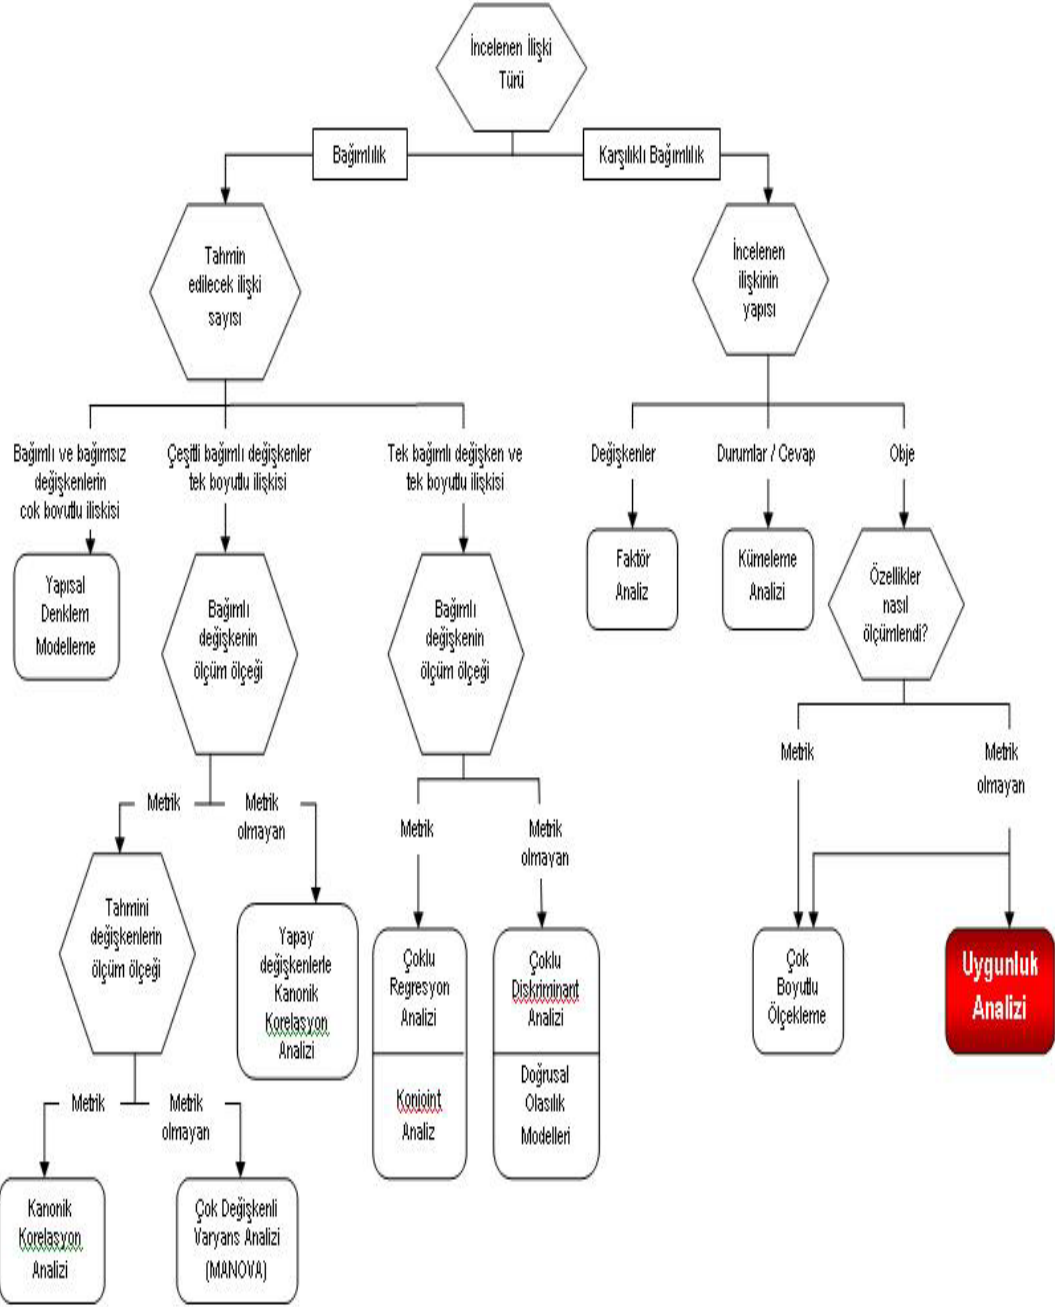 İncelenen İlişki
Türü
Bağımlılık
Karşılıklı Bağımlılık
Tahmin
edilecek ilişki
sayısı
İncelenen
ilişkinin
yapısı
Bağımlı ve bağımsız
değişkenlerin
çok boyutlu ilişkisi
Çeşitli bağımlı değişkenler
tek boyutlu ilişkisi
Tek bağımlı değişken ve
tek boyutlu ilişkisi
Değişkenler
Durumlar / Cevap
Obje
Yapısal
Denklem
Modelleme
Bağımlı
değişkenin
ölçüm ölçeği
Bağımlı
değişkenin
ölçüm ölçeği
Faktör
Analiz
Kümeleme
Analizi
Özellikler
nasıl
ölçümlendi?
Metrik
Metrik
olmayan
Metrik
Metrik
olmayan
Metrik
Metrik
olmayan
Tahmini
değişkenlerin
ölçüm ölçeği
Yapay
değişkenlerle
Kanonik
Korelasyon
Analizi
Çoklu
Regresyon
Analizi
Konjoint
Analiz
Çoklu
Diskriminant
Analizi
Doğrusal
Olasılık
Modelleri
Çok
Boyutlu
Ölçekleme
Uygunluk
Analizi
Metrik
Metrik
olmayan
Kanonik
Korelasyon
Analizi
Çok Değişkenli
Varyans Analizi
(MANOVA)